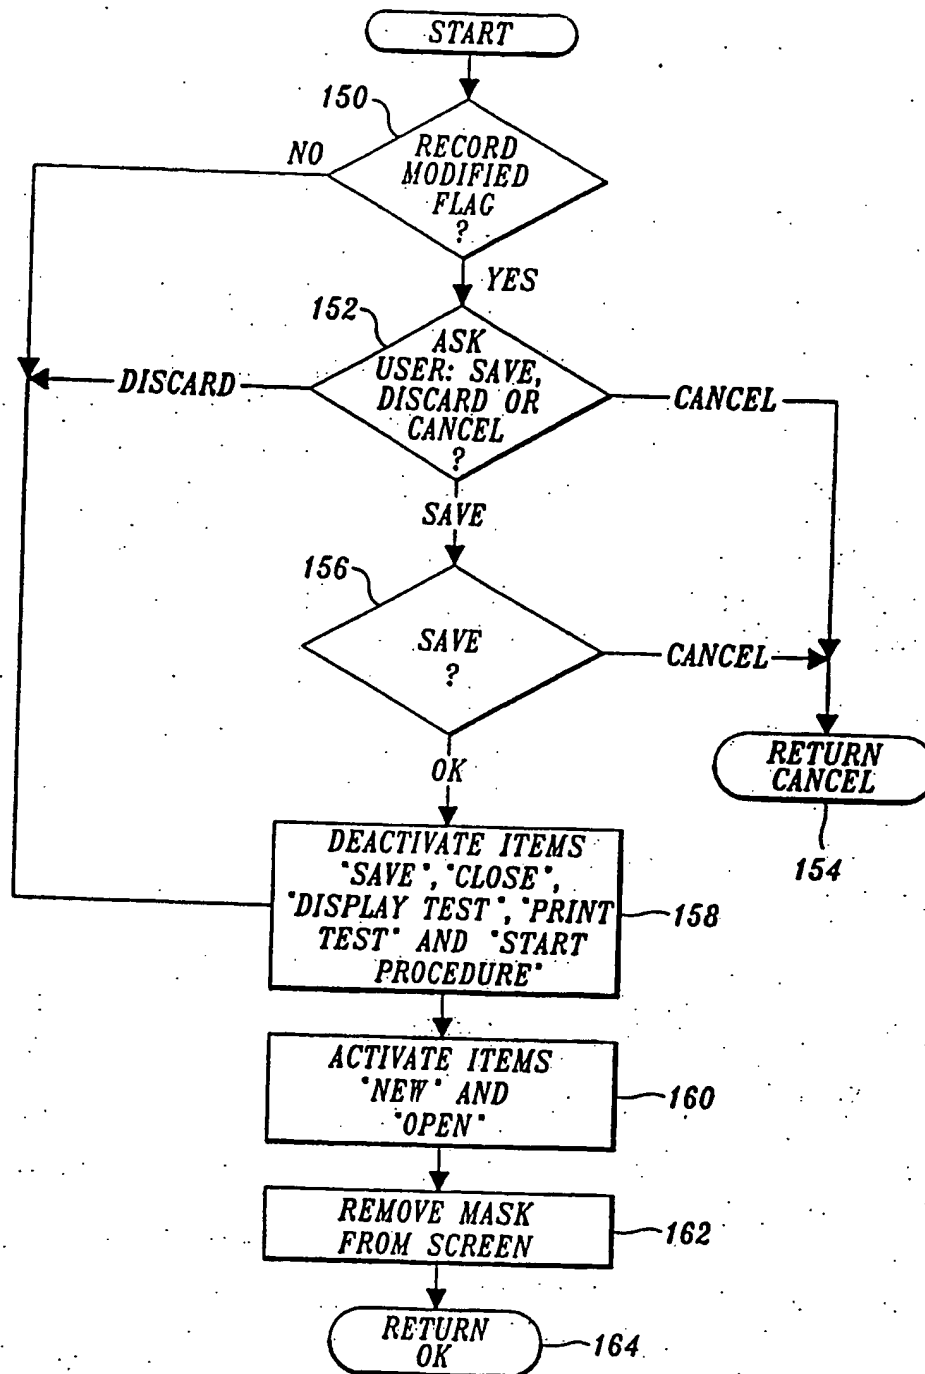 START
150
RECORD
MODIFIED
FLAG
?
NO
YES
152
ASK
USER: SAVE,
DISCARD OR
CANCEL
?
DISCARD
CANCEL
SAVE
156
SAVE
?
CANCEL
RETURN
CANCEL
154
OK
DEACTIVATE ITEMS
"SAVE", "CLOSE",
"DISPLAY TEST", "PRINT
TEST" AND "START
PROCEDURE"
158
ACTIVATE ITEMS
"NEW" AND
"OPEN"
160
REMOVE MASK
FROM SCREEN
162
RETURN
OK
164